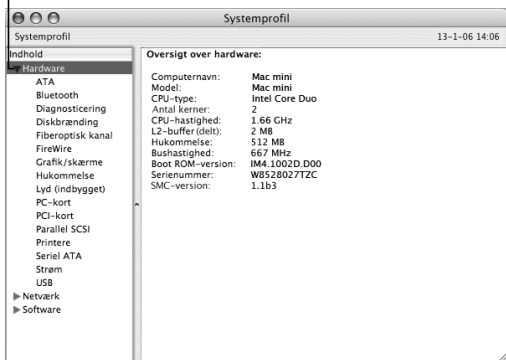 Systemprofil
Systemprofil 13-1-06 14:06
Indhold
Hardware
ATA
Bluetooth
Diagnosticering
Diskbrænding
Fiberoptisk kanal
FireWire
Grafik/skærme
Hukommelse
Lyd (indbygget)
PC-kort
PCI-kort
Parallel SCSI
Printere
Seriel ATA
Strøm
USB
Netværk
Software
Oversigt over hardware:
Computernavn: Mac mini
Model: Mac mini
CPU-type: Intel Core Duo
Antal kerner: 2
CPU-hastighed: 1.66 GHz
L2-buffer (delt): 2 MB
Hukommelse: 512 MB
Bushastighed: 667 MHz
Boot ROM-version: IM4.1002D.D00
Serienummer: W8528027TZC
SMC-version: 1.1b3